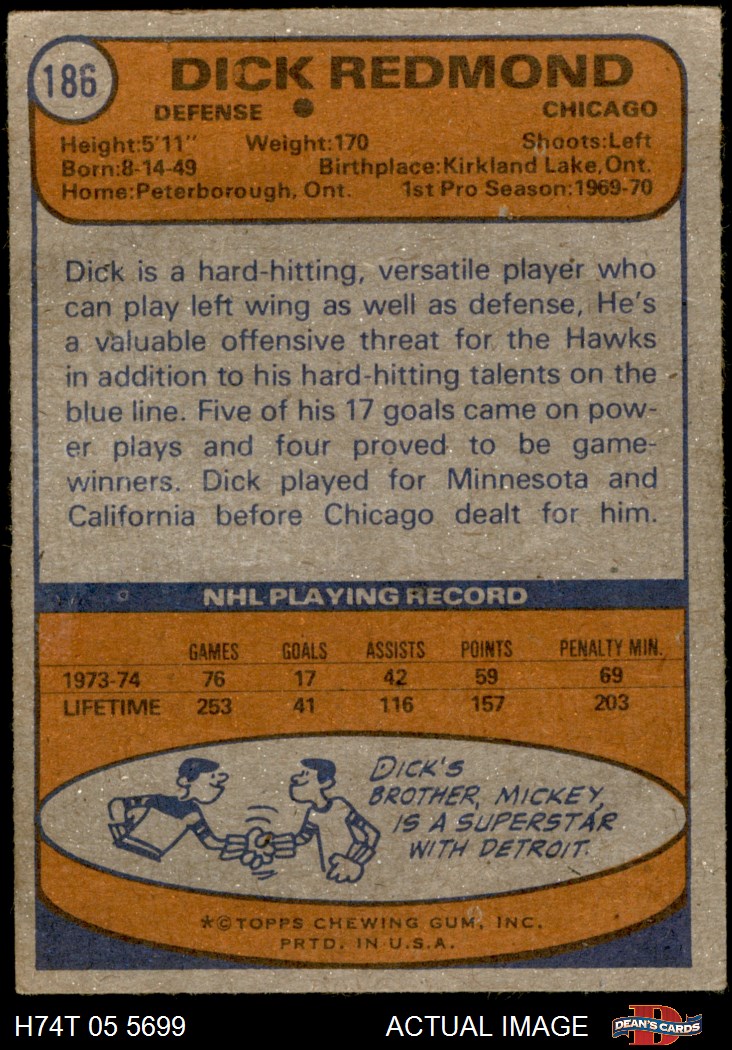 186
DICK REDMOND
DEFENSE ● CHICAGO
Height:5'11" Weight:170 Shoots:Left
Born:8-14-49 Birthplace:Kirkland Lake,Ont.
Home:Peterborough, Ont. 1st Pro Season:1969-70
Dick is a hard-hitting, versatile player who
can play left wing as well as defense, He's
a valuable offensive threat for the Hawks
in addition to his hard-hitting talents on the
blue line. Five of his 17 goals came on pow-
er plays and four proved to be game-
winners. Dick played for Minnesota and
California before Chicago dealt for him.
NHL PLAYING RECORD
GAMES GOALS ASSISTS POINTS PENALTY MIN.
1973-74 76 17 42 59 69
LIFETIME 253 41 116 157 203
DICK'S
BROTHER, MICKEY,
IS A SUPERSTAR
WITH DETROIT.
*©TOPPS CHEWING GUM, INC.
PRTD. IN U.S.A.
H74T 05 5699 ACTUAL IMAGE
D
DEAN'S CARDS